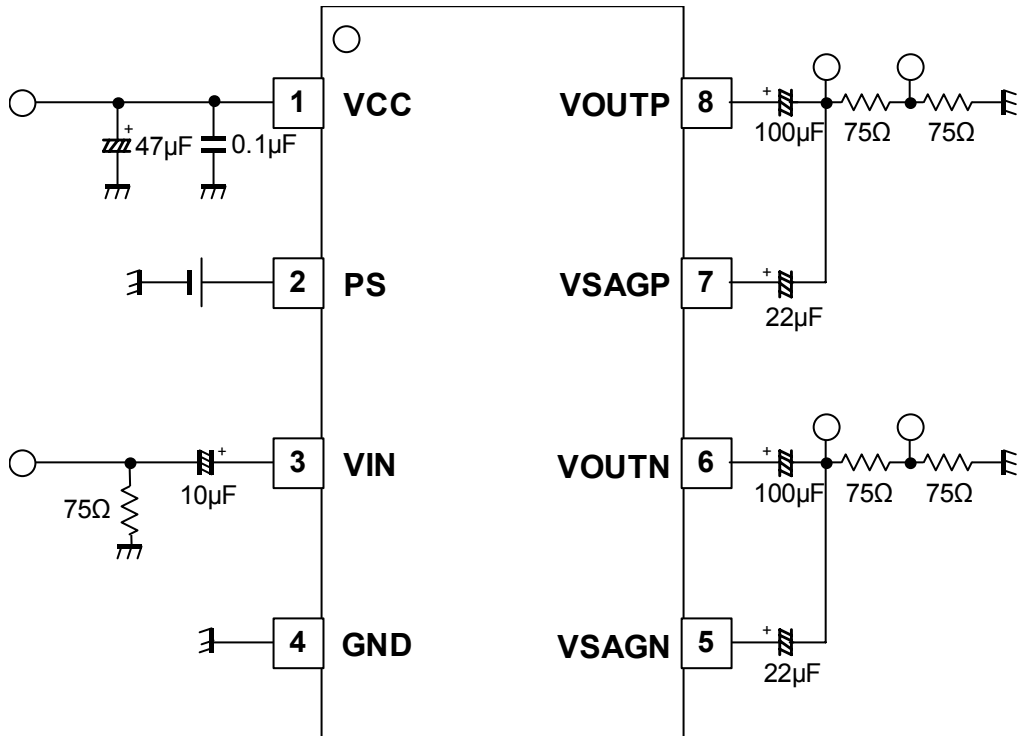 1 VCC VOUTP 8
+
+
47µF 0.1µF
100µF 75Ω 75Ω
2 PS VSAGP 7
+
22µF
3 VIN VOUTN 6
+
+
75Ω 10µF
100µF 75Ω 75Ω
4 GND VSAGN 5
+
22µF